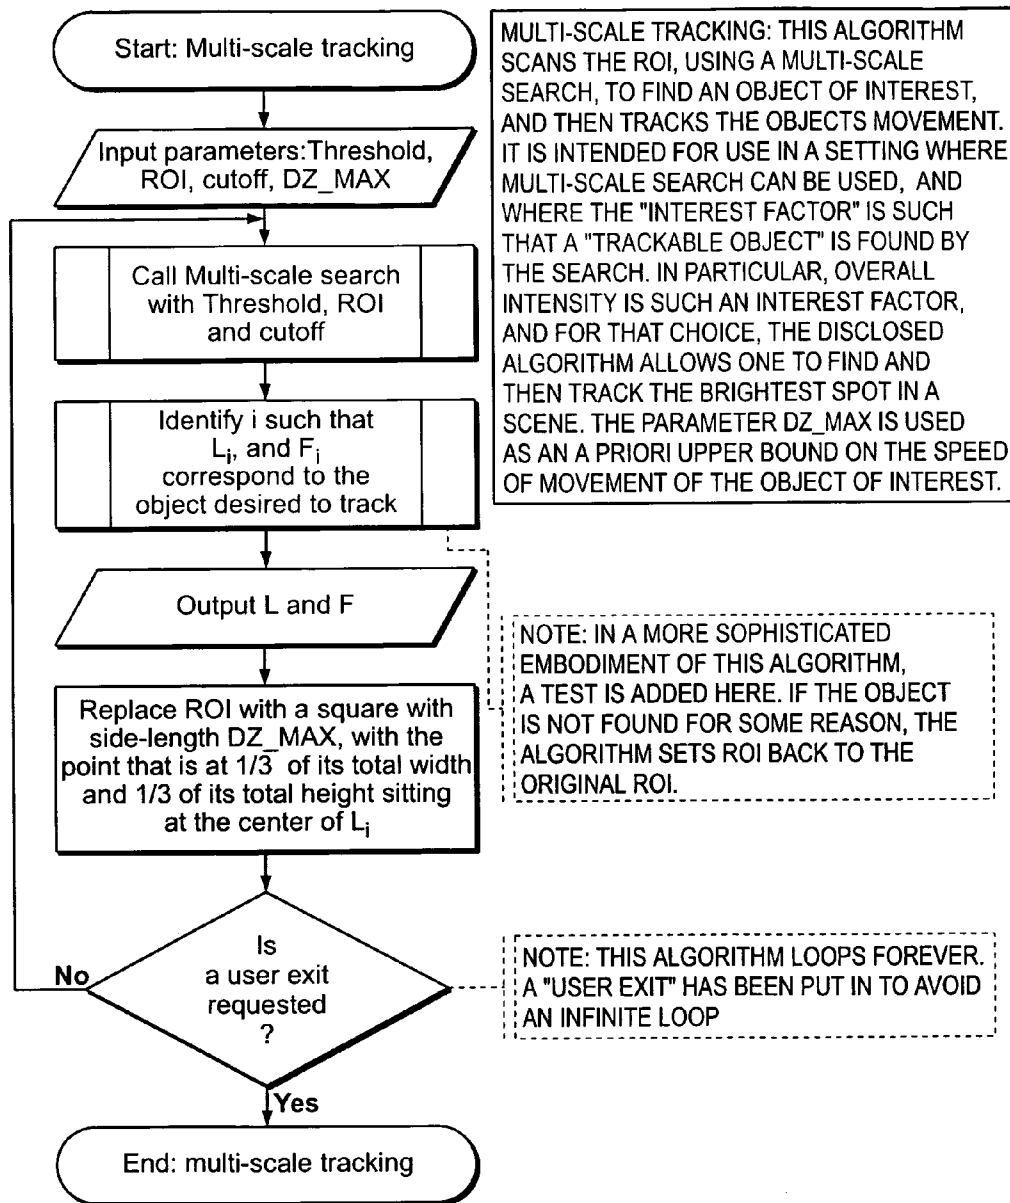 Start: Multi-scale tracking
Input parameters:Threshold,
ROI, cutoff, DZ_MAX
Call Multi-scale search
with Threshold, ROI
and cutoff
Identify i such that
Li, and Fi
correspond to the
object desired to track
Output L and F
Replace ROI with a square with
side-length DZ_MAX, with the
point that is at 1/3 of its total width
and 1/3 of its total height sitting
at the center of Li
Is
a user exit
requested
?
No
Yes
End: multi-scale tracking
MULTI-SCALE TRACKING: THIS ALGORITHM
SCANS THE ROI, USING A MULTI-SCALE
SEARCH, TO FIND AN OBJECT OF INTEREST,
AND THEN TRACKS THE OBJECTS MOVEMENT.
IT IS INTENDED FOR USE IN A SETTING WHERE
MULTI-SCALE SEARCH CAN BE USED, AND
WHERE THE "INTEREST FACTOR" IS SUCH
THAT A "TRACKABLE OBJECT" IS FOUND BY
THE SEARCH. IN PARTICULAR, OVERALL
INTENSITY IS SUCH AN INTEREST FACTOR,
AND FOR THAT CHOICE, THE DISCLOSED
ALGORITHM ALLOWS ONE TO FIND AND
THEN TRACK THE BRIGHTEST SPOT IN A
SCENE. THE PARAMETER DZ_MAX IS USED
AS AN A PRIORI UPPER BOUND ON THE SPEED
OF MOVEMENT OF THE OBJECT OF INTEREST.
NOTE: IN A MORE SOPHISTICATED
EMBODIMENT OF THIS ALGORITHM,
A TEST IS ADDED HERE. IF THE OBJECT
IS NOT FOUND FOR SOME REASON, THE
ALGORITHM SETS ROI BACK TO THE
ORIGINAL ROI.
NOTE: THIS ALGORITHM LOOPS FOREVER.
A "USER EXIT" HAS BEEN PUT IN TO AVOID
AN INFINITE LOOP